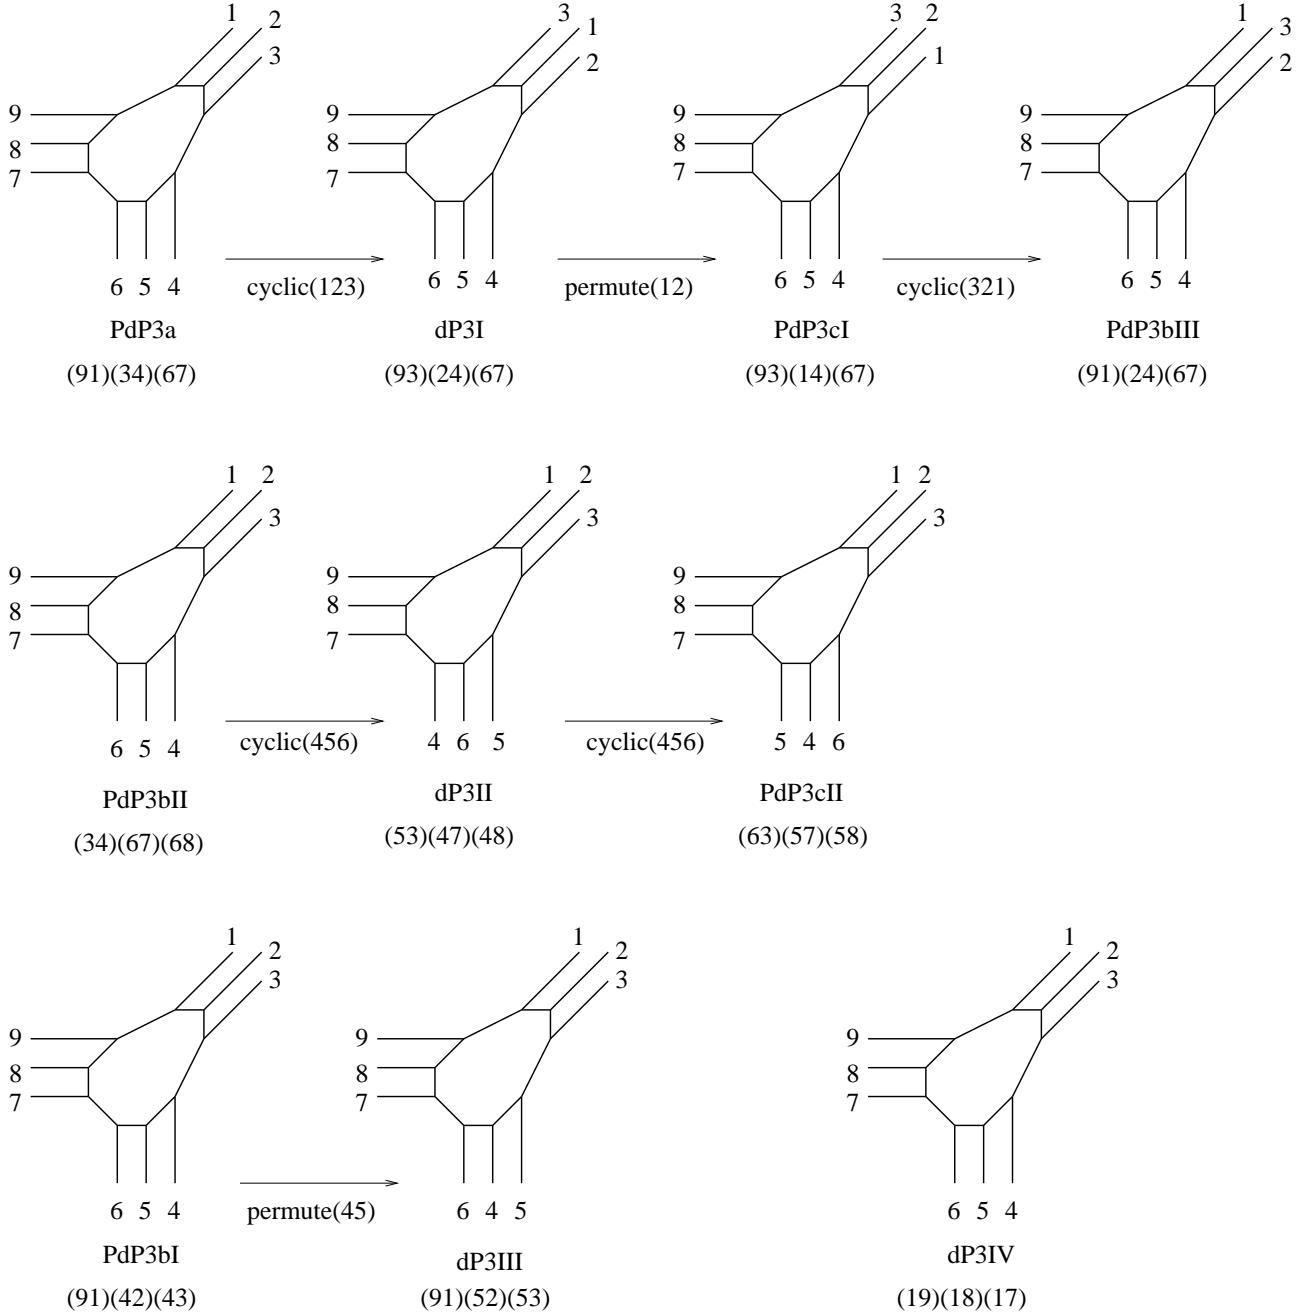 1 2 3 1 3 2 1 3
3 2 1 2
9 9 9 9
8 8 8 8
7 7 7 7
6 5 4 6 5 4 6 5 4 6 5 4
cyclic(123) permute(12) cyclic(321)
PdP3a dP3I PdP3cI PdP3bIII
(91)(34)(67) (93)(24)(67) (93)(14)(67) (91)(24)(67)
1 2 1 2 1 2
3 3 3
9 9 9
8 8 8
7 7 7
6 5 4 4 6 5 5 4 6
cyclic(456) cyclic(456)
PdP3bII dP3II PdP3cII
(34)(67)(68) (53)(47)(48) (63)(57)(58)
1 2 1 2 1 2
3 3 3
9 9 9
8 8 8
7 7 7
6 5 4 6 4 5 6 5 4
permute(45)
PdP3bI dP3III dP3IV
(91)(42)(43) (91)(52)(53) (19)(18)(17)